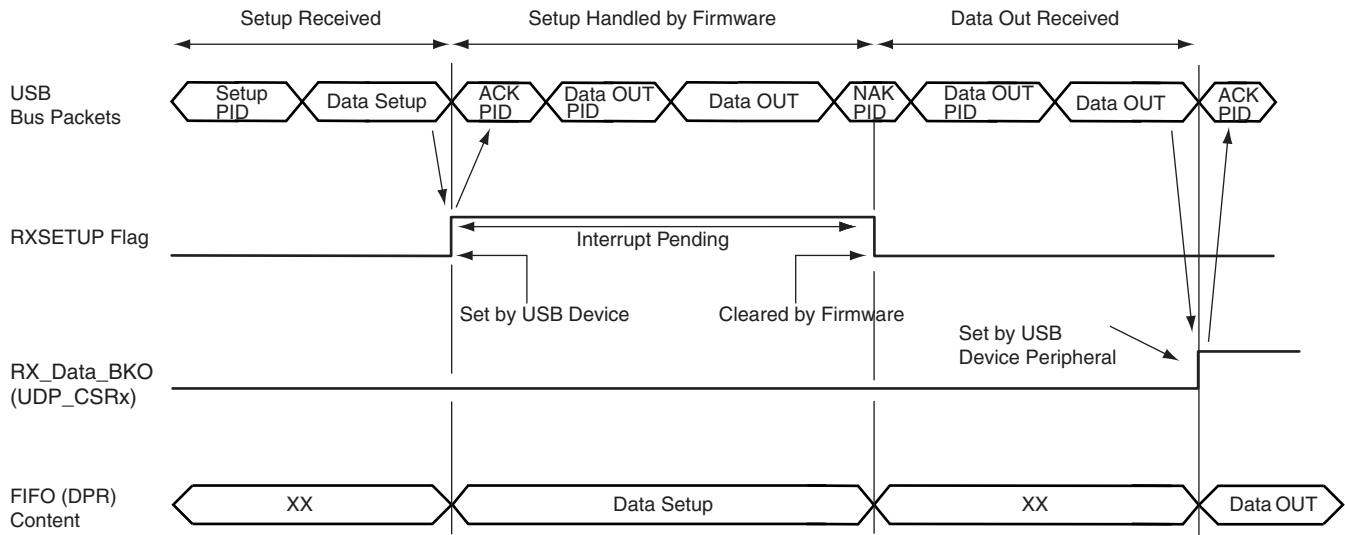 Setup Received
Setup Handled by Firmware
Data Out Received
USB
Bus Packets
Setup
PID
Data Setup
ACK
PID
Data OUT
PID
Data OUT
NAK
PID
Data OUT
PID
Data OUT
ACK
PID
RXSETUP Flag
Interrupt Pending
Set by USB Device
Cleared by Firmware
Set by USB
Device Peripheral
RX_Data_BKO
(UDP_CSRx)
FIFO (DPR)
Content
XX
Data Setup
XX
Data OUT